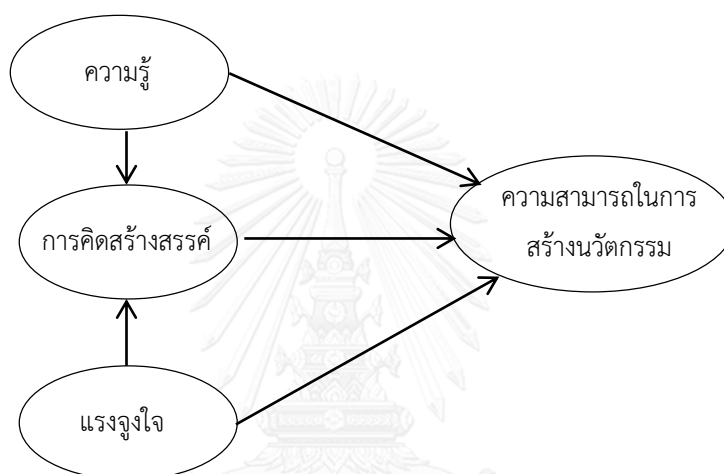 ความรู้
การคิดสร้างสรรค์
ความสามารถในการ
สร้างนวัตกรรม
แรงจูงใจ